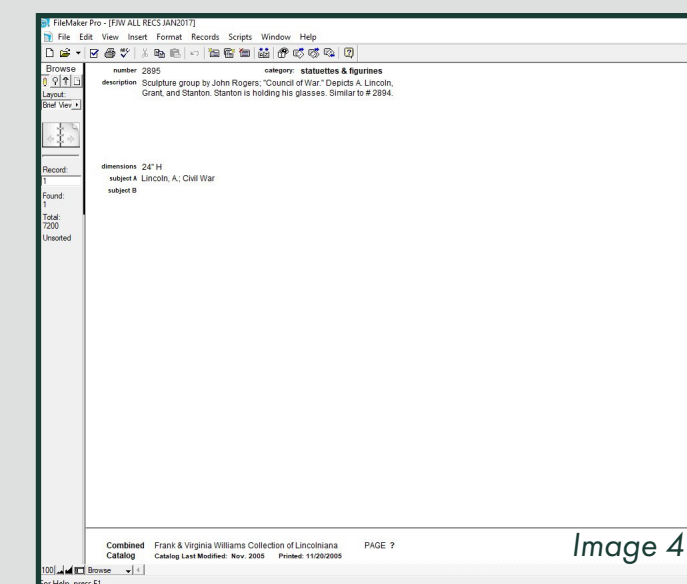 FileMaker Pro - [FJW ALL RECS JAN2017]
File Edit View Insert Format Records Scripts Window Help
Browse
Layout:
Brief View
Record:
1
Found:
1
Total:
7200
Unsorted
number 2895 category: statuettes & figurines
description Sculpture group by John Rogers; "Council of War." Depicts A. Lincoln,
Grant, and Stanton. Stanton is holding his glasses. Similar to # 2894.
dimensions 24" H
subject A Lincoln, A.; Civil War
subject B
Combined Frank & Virginia Williams Collection of Lincolniana PAGE ?
Catalog Catalog Last Modified: Nov. 2005 Printed: 11/20/2005
100 Browse
For Help, press F1
Image 4